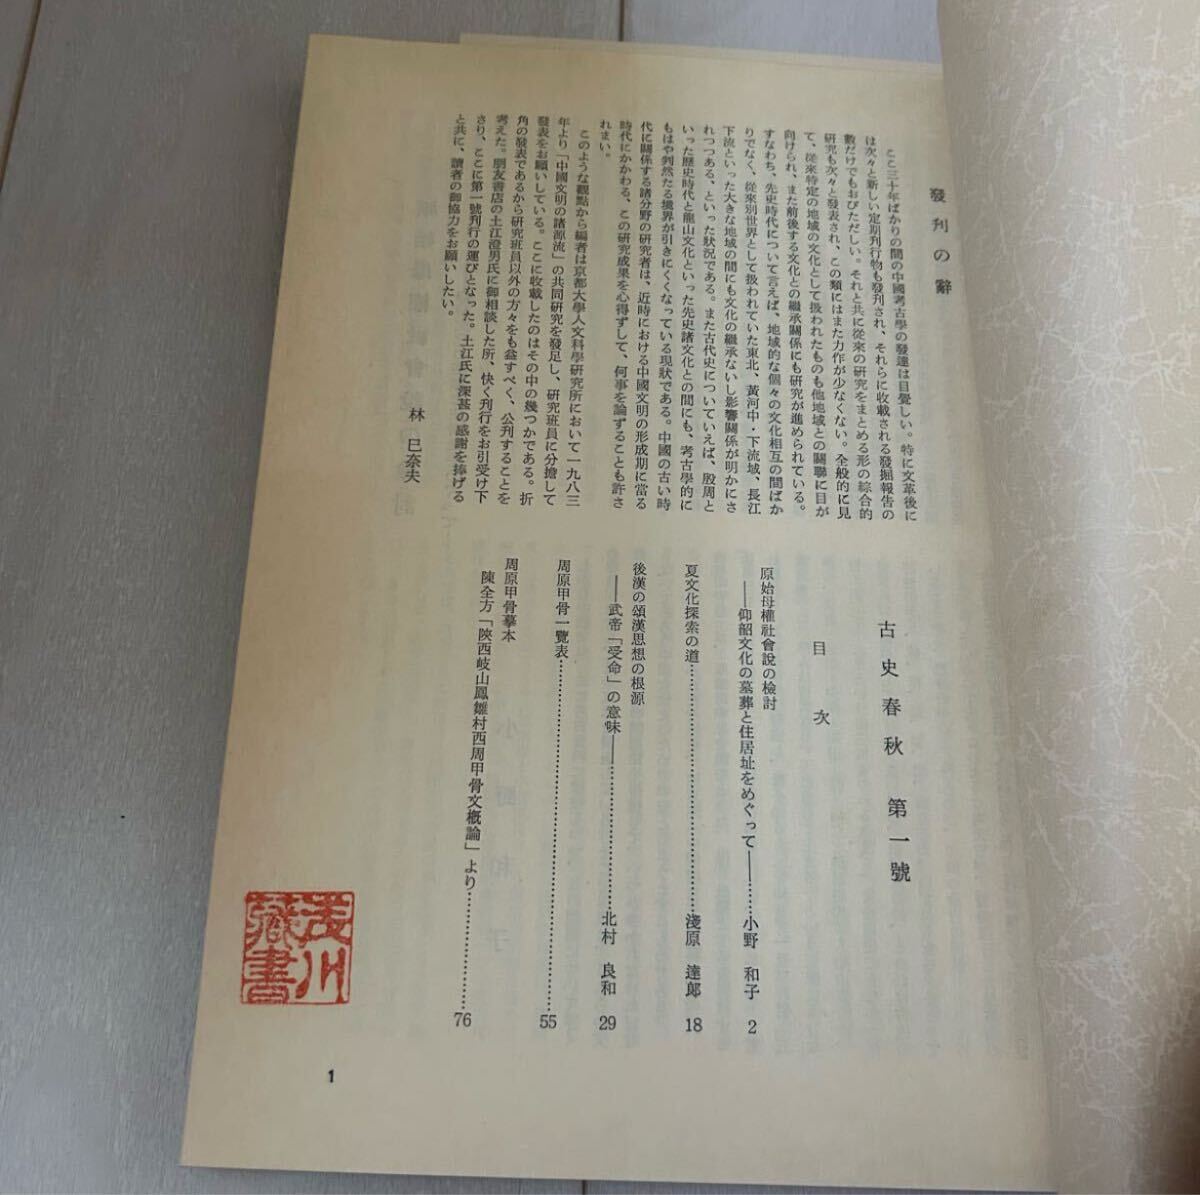 發刊の辭
ここ三十年ばかりの間の中國考古學の發達は目覺しい。特に文革後に
は次々と新しい定期刊行物も發刊され、それらに收載される發掘報告の
數だけでもおびただしい。それと共に從來の研究をまとめる形の綜合的
研究も次々と發表され、この類にはまた力作が少なくない。全般的に見
て、從來特定の地域の文化として扱われたものも他地域との關聯に目が
向けられ、また前後する文化との繼承關係にも研究が進められている。
すなわち、先史時代について言えば、地域的な個々の文化相互の間ばか
りでなく、從來別世界として扱われていた東北、黃河中・下流域、長江
下流といった大きな地域の間にも文化の繼承ないし影響關係が明かにさ
れつつある、といった狀況である。また古代史についていえば、殷周と
いった歷史時代と龍山文化といった先史諸文化との間にも、考古學的に
もはや判然たる境界が引きにくくなっている現狀である。中國の古い時
代に關係する諸分野の研究者は、近時における中國文明の形成期に當る
時代にかかわる、この研究成果を心得ずして、何事を論ずることも許さ
れまい。
このような觀點から編者は京都大學人文科學研究所において一九八三
年より「中國文明の諸源流」の共同研究を發足し、研究班員に分擔して
發表をお願いしている。ここに收載したのはその中の幾つかである。折
角の發表であるから研究班員以外の方々をも益すべく、公刊することを
考えた。朋友書店の土江澄男氏に御相談した所、快く刊行をお引受け下
さり、ここに第一號刊行の運びとなった。土江氏に深甚の感謝を捧げる
と共に、讀者の御協力をお願いしたい。
林 巳奈夫
古史春秋 第一號
目次
原始母權社會說の檢討
――仰韶文化の墓葬と住居址をめぐって――………小野 和子 2
夏文化探索の道………………………………淺原 達郞 18
後漢の頌漢思想の根源
――武帝「受命」の意味――………………………北村 良和 29
周原甲骨一覽表………………………………………………55
周原甲骨摹本
陳全方「陝西岐山鳳雛村西周甲骨文槪論」より………………76
浅川
藏書
1